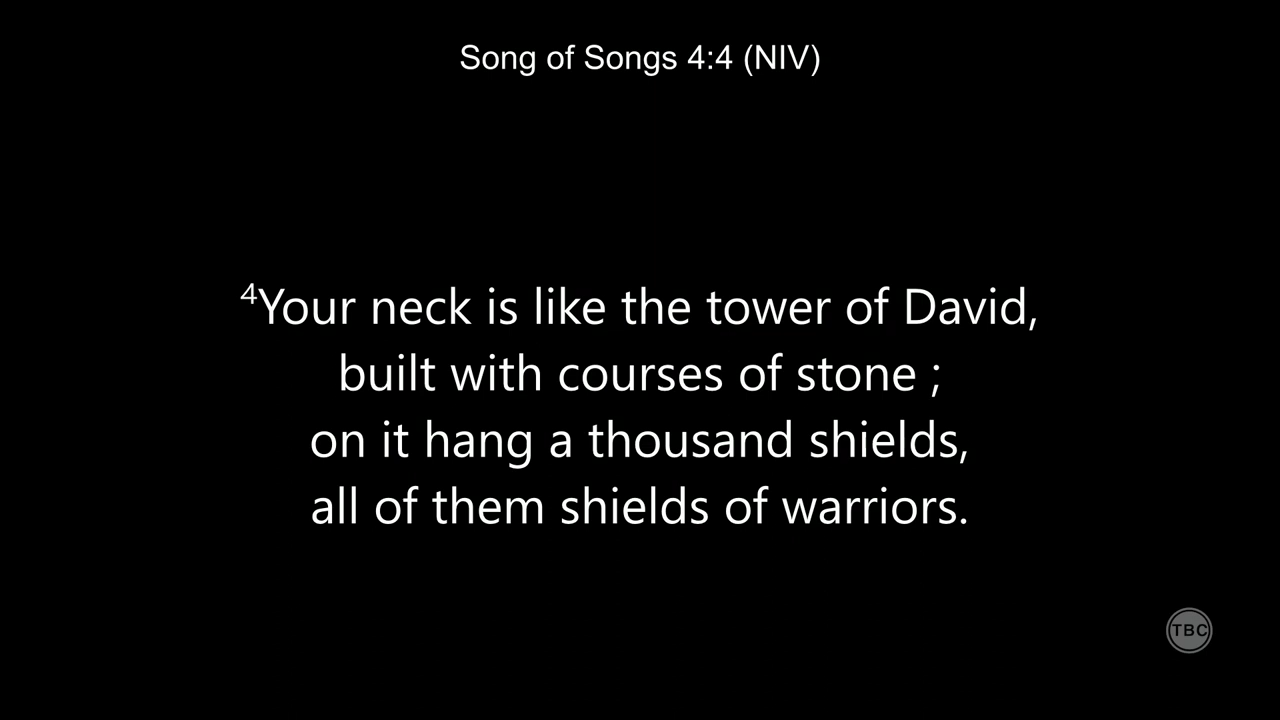 Song of Songs 4:4 (NIV)
⁴Your neck is like the tower of David,
built with courses of stone ;
on it hang a thousand shields,
all of them shields of warriors.
TBC